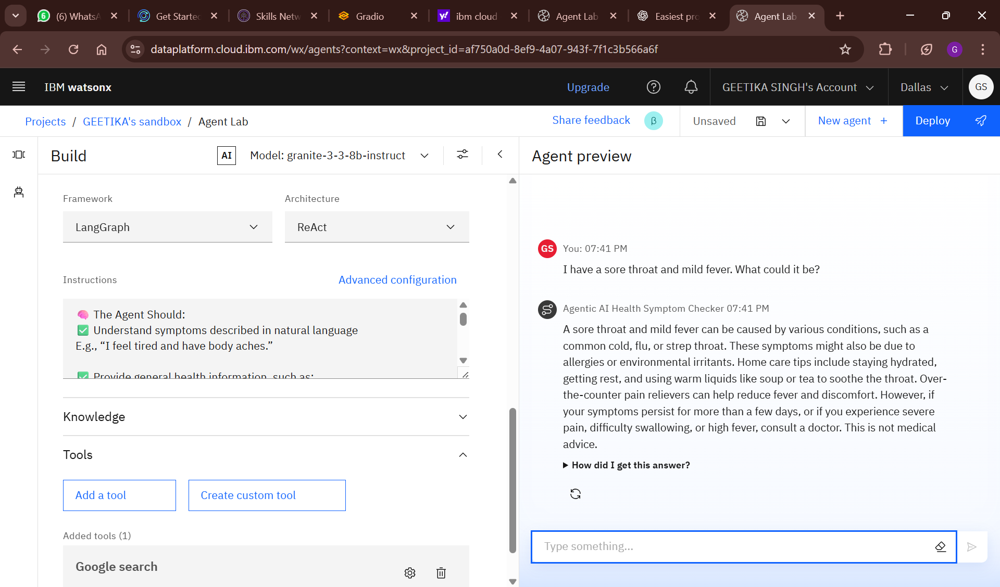 6 (6) WhatsA
Get Starte
Skills Netw
Gradio
y! ibm cloud
Agent Lab
Easiest pro
Agent Lab
dataplatform.cloud.ibm.com/wx/agents?context=wx&project_id=af750a0d-8ef9-4a07-943f-7f1c3b566a6f
G
IBM watsonx
Upgrade
GEETIKA SINGH's Account
Dallas
GS
Projects / GEETIKA's sandbox / Agent Lab
Share feedback
β
Unsaved
New agent +
Deploy
Build
AI
Model: granite-3-3-8b-instruct
Framework
Architecture
LangGraph
ReAct
Instructions
Advanced configuration
🧠 The Agent Should:
✅ Understand symptoms described in natural language
E.g., “I feel tired and have body aches.”
✅ Provide general health information, such as:
Knowledge
Tools
Add a tool
Create custom tool
Added tools (1)
Google search
Agent preview
GS
You: 07:41 PM
I have a sore throat and mild fever. What could it be?
Agentic AI Health Symptom Checker 07:41 PM
A sore throat and mild fever can be caused by various conditions, such as a
common cold, flu, or strep throat. These symptoms might also be due to
allergies or environmental irritants. Home care tips include staying hydrated,
getting rest, and using warm liquids like soup or tea to soothe the throat. Over-
the-counter pain relievers can help reduce fever and discomfort. However, if
your symptoms persist for more than a few days, or if you experience severe
pain, difficulty swallowing, or high fever, consult a doctor. This is not medical
advice.
How did I get this answer?
Type something...